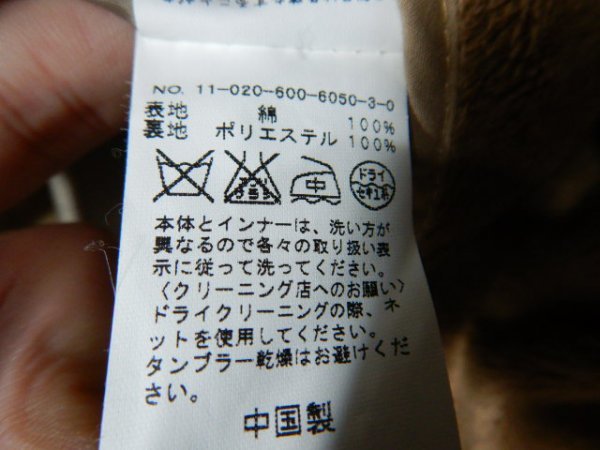 NO. 11-020-600-6050-3-0
表地 綿 100%
裏地 ポリエステル 100%
中 ドライ セキユ系
本体とインナーは、洗い方が
異なるので各々の取り扱い表
示に従って洗ってください。
〈クリーニング店へのお願い〉
ドライクリーニングの際、ネ
ットを使用してください。
タンブラー乾燥はお避けくだ
さい。
中国製